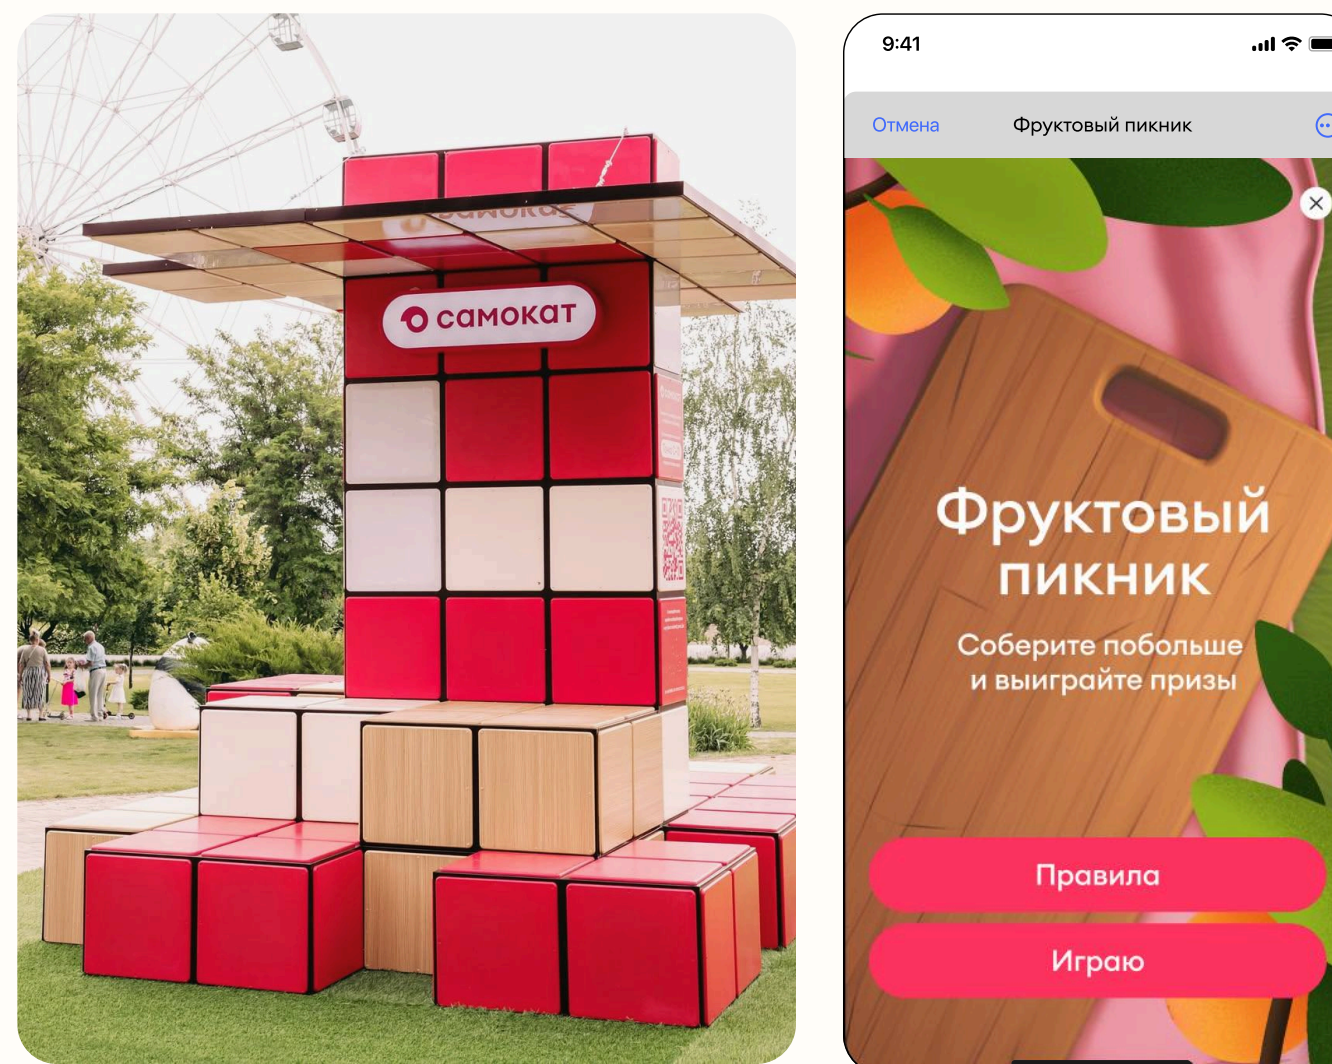 самокат
9:41
Отмена
Фруктовый пикник
Фруктовый
пикник
Соберите побольше
и выиграйте призы
Правила
Играю